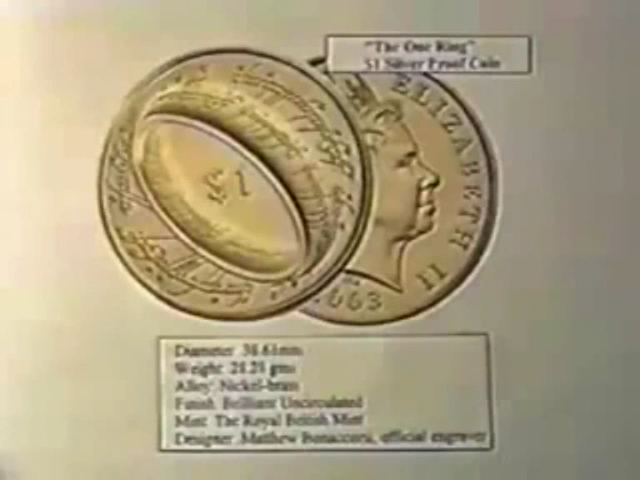 "The One Ring"
$1 Silver Proof Coin
ELIZABETH II
$1
Diameter: 38.61mm
Weight: 28.28 gms
Alloy: Nickel-brass
Finish: Brilliant Uncirculated
Mint: The Royal British Mint
Designer: Matthew Bonaccorsi, official engraver